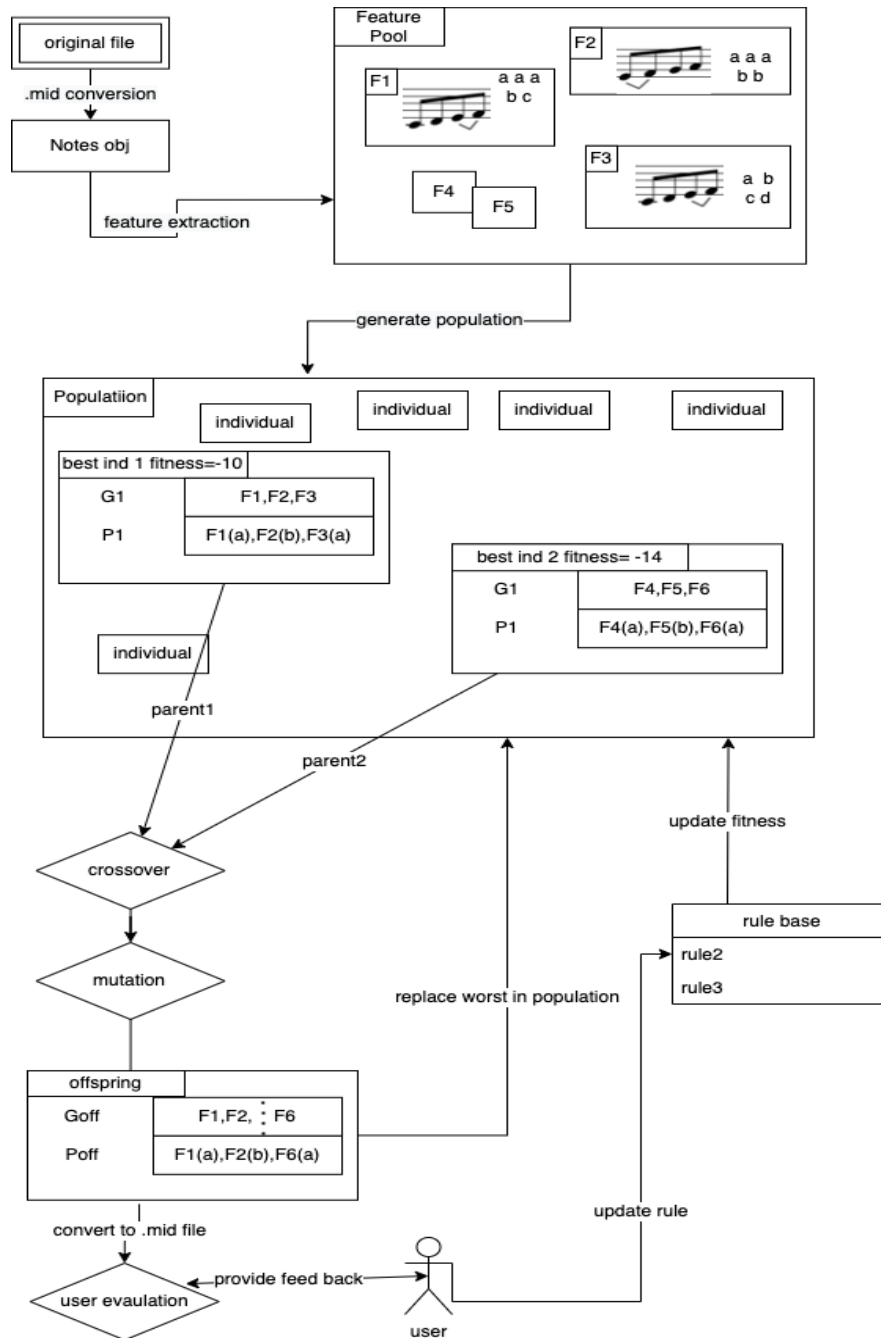 original file
.mid conversion
Notes obj
feature extraction
Feature
Pool
F1
a a a
b c
F2
a a a
b b
F3
a b
c d
F4
F5
generate population
Populatiion
individual
individual
individual
individual
best ind 1 fitness=-10
G1
F1,F2,F3
P1
F1(a),F2(b),F3(a)
best ind 2 fitness= -14
G1
F4,F5,F6
P1
F4(a),F5(b),F6(a)
individual
parent1
parent2
crossover
mutation
replace worst in population
update fitness
rule base
rule2
rule3
offspring
Goff
F1,F2, F6
Poff
F1(a),F2(b),F6(a)
convert to .mid file
user evaulation
provide feed back
user
update rule